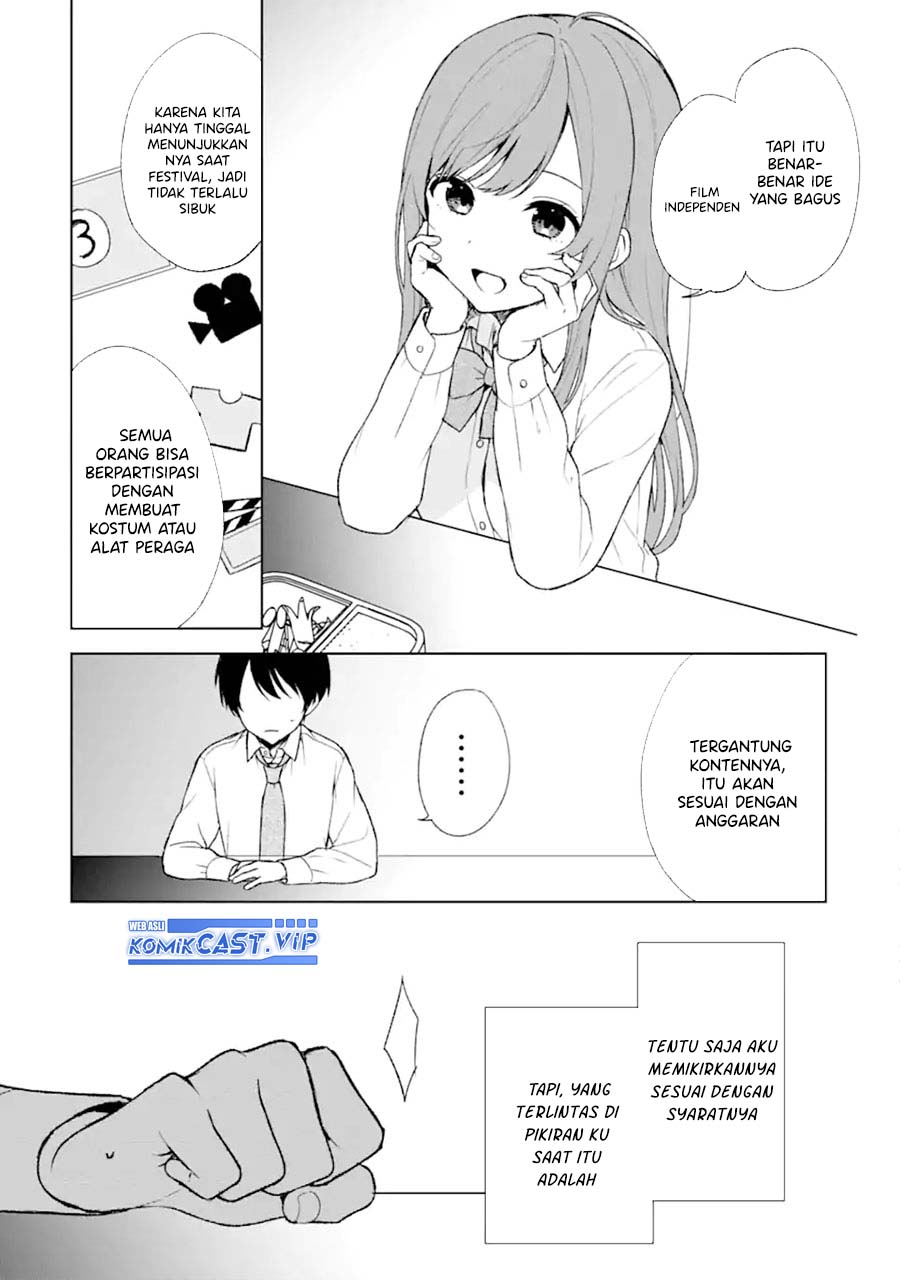 TAPI ITU
BENAR-
BENAR IDE
YANG BAGUS
FILM
INDEPENDEN
KARENA KITA
HANYA TINGGAL
MENUNJUKKAN
NYA SAAT
FESTIVAL, JADI
TIDAK TERLALU
SIBUK
3
SEMUA
ORANG BISA
BERPARTISIPASI
DENGAN
MEMBUAT
KOSTUM ATAU
ALAT PERAGA
TERGANTUNG
KONTENNYA,
ITU AKAN
SESUAI DENGAN
ANGGARAN
......
WEB ASLI
KOMIKCAST.VIP
TENTU SAJA AKU
MEMIKIRKANNYA
SESUAI DENGAN
SYARATNYA
TAPI, YANG
TERLINTAS DI
PIKIRAN KU
SAAT ITU
ADALAH